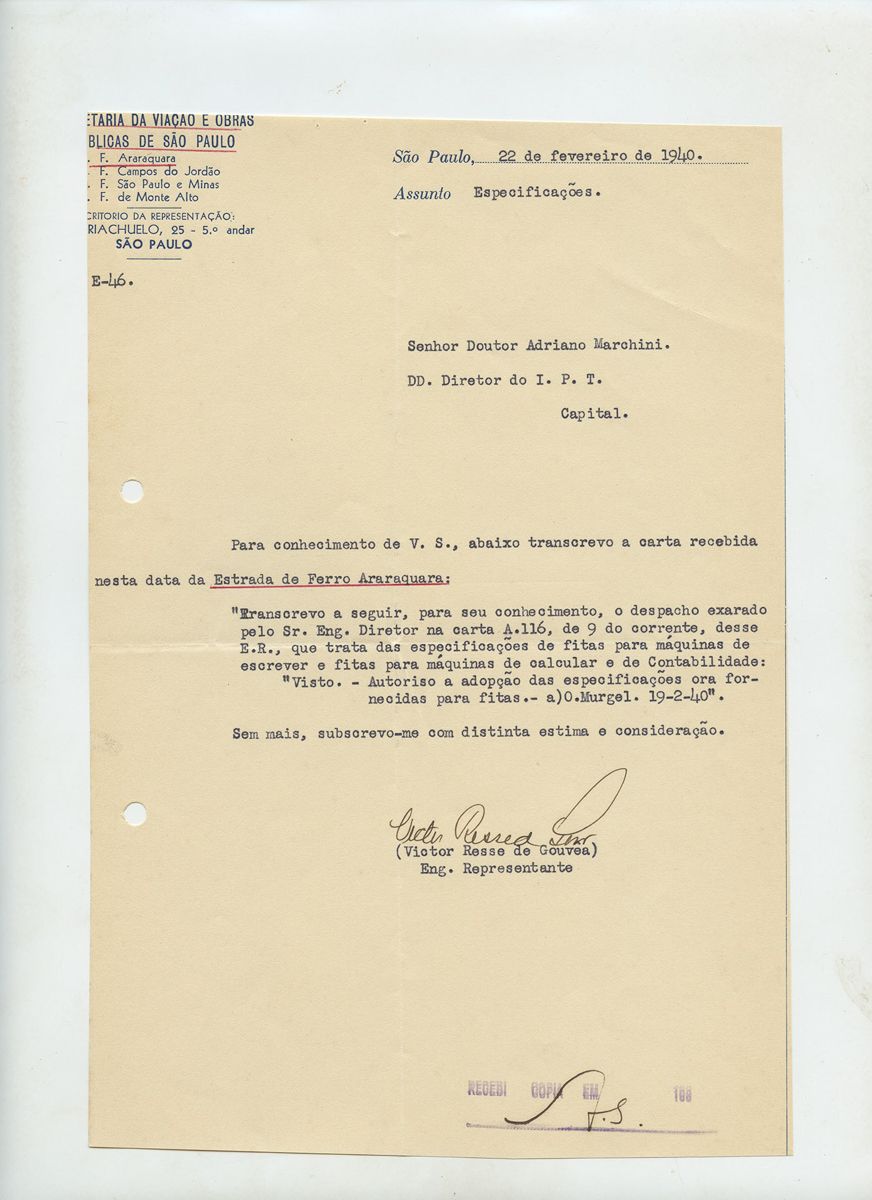 ETARIA DA VIAÇÃO E OBRAS
BLICAS DE SÃO PAULO
. F. Araraquara
. F. Campos do Jordão
. F. São Paulo e Minas
. F. de Monte Alto
CRITORIO DA REPRESENTAÇÃO:
RIACHUELO, 25 - 5.º andar
SÃO PAULO
E-46.
São Paulo, 22 de fevereiro de 1940.
Assunto Especificações.
Senhor Doutor Adriano Marchini.
DD. Diretor do I. P. T.
Capital.
Para conhecimento de V. S., abaixo transcrevo a carta recebida
nesta data da Estrada de Ferro Araraquara:
"Transcrevo a seguir, para seu conhecimento, o despacho exarado
pelo Sr. Eng. Diretor na carta A.116, de 9 do corrente, desse
E.R., que trata das especificações de fitas para máquinas de
escrever e fitas para máquinas de calcular e de Contabilidade:
"Visto. - Autoriso a adopção das especificações ora for-
necidas para fitas.- a)O.Murgel. 19-2-40".
Sem mais, subscrevo-me com distinta estima e consideração.
(Victor Resse de Gouvea)
Eng. Representante
RECEBI COPIA EM